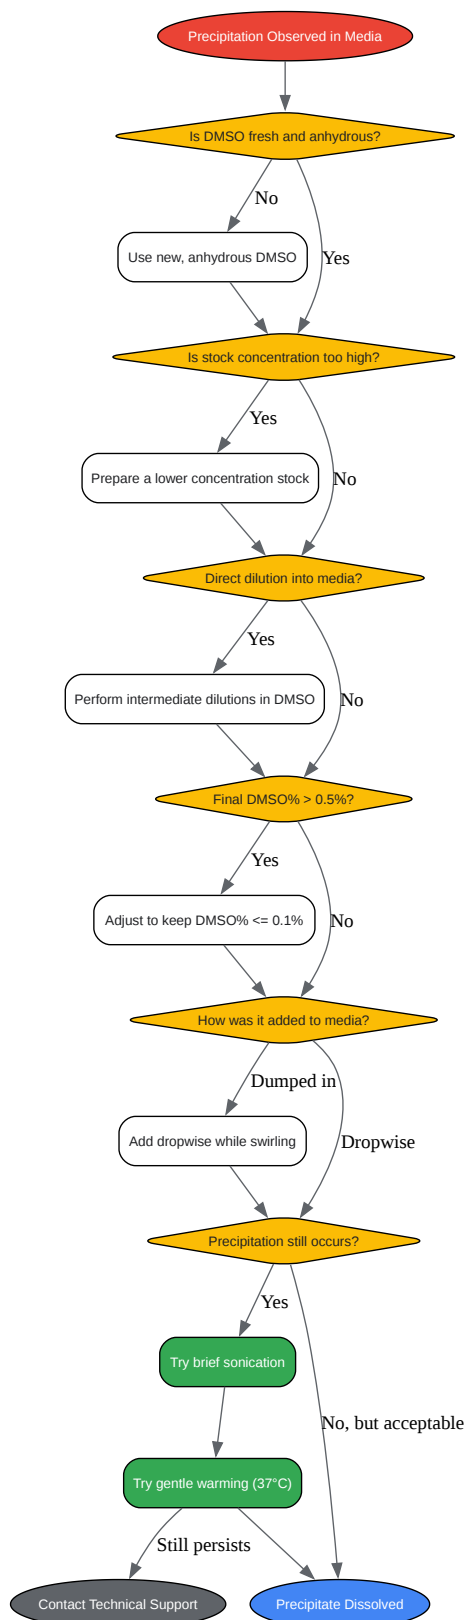 Precipitation Observed in Media
Is DMSO fresh and anhydrous?
No
Use new, anhydrous DMSO
Yes
Is stock concentration too high?
Yes
Prepare a lower concentration stock
No
Direct dilution into media?
Yes
Perform intermediate dilutions in DMSO
No
Final DMSO% > 0.5%?
Yes
Adjust to keep DMSO% <= 0.1%
No
How was it added to media?
Dumped in
Add dropwise while swirling
Dropwise
Precipitation still occurs?
Yes
Try brief sonication
No, but acceptable
Try gentle warming (37°C)
Still persists
Contact Technical Support
Precipitate Dissolved